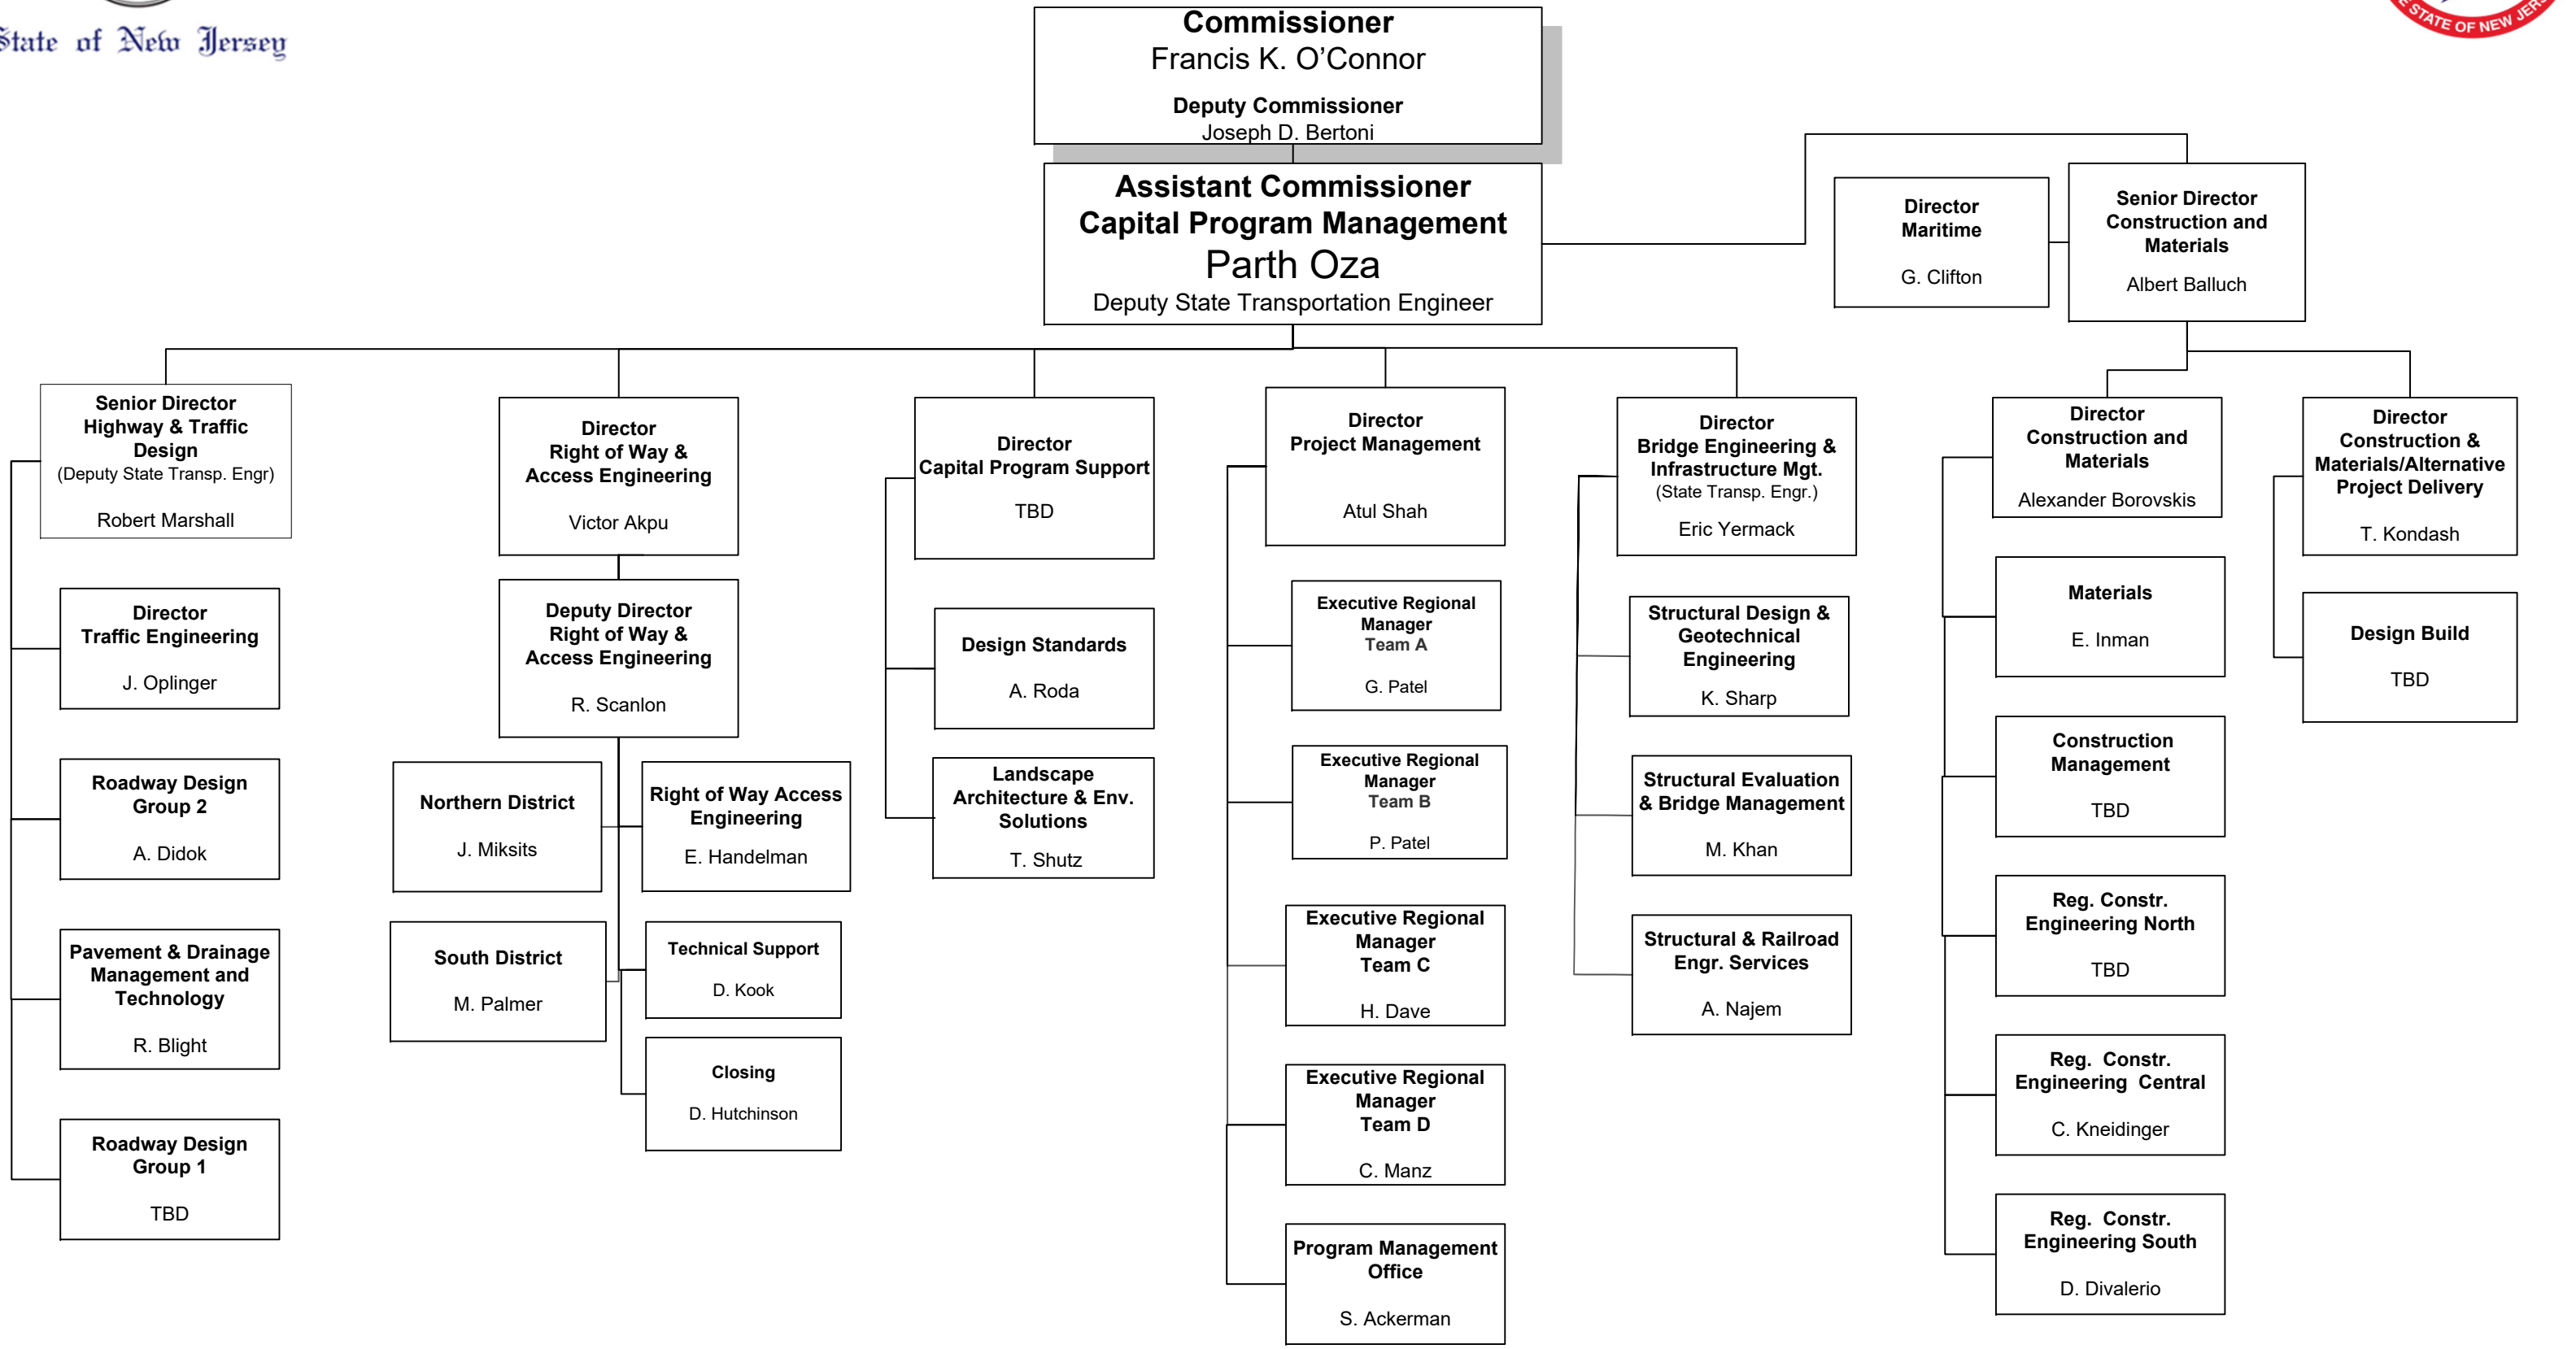 State of New Jersey
E STATE OF NEW JERS
Commissioner
Francis K. O’Connor
Deputy Commissioner
Joseph D. Bertoni
Assistant Commissioner
Capital Program Management
Parth Oza
Deputy State Transportation Engineer
Director
Maritime
G. Clifton
Senior Director
Construction and
Materials
Albert Balluch
Senior Director
Highway & Traffic
Design
(Deputy State Transp. Engr)
Robert Marshall
Director
Traffic Engineering
J. Oplinger
Roadway Design
Group 2
A. Didok
Pavement & Drainage
Management and
Technology
R. Blight
Roadway Design
Group 1
TBD
Director
Right of Way &
Access Engineering
Victor Akpu
Deputy Director
Right of Way &
Access Engineering
R. Scanlon
Northern District
J. Miksits
Right of Way Access
Engineering
E. Handelman
South District
M. Palmer
Technical Support
D. Kook
Closing
D. Hutchinson
Director
Capital Program Support
TBD
Design Standards
A. Roda
Landscape
Architecture & Env.
Solutions
T. Shutz
Director
Project Management
Atul Shah
Executive Regional
Manager
Team A
G. Patel
Executive Regional
Manager
Team B
P. Patel
Executive Regional
Manager
Team C
H. Dave
Executive Regional
Manager
Team D
C. Manz
Program Management
Office
S. Ackerman
Director
Bridge Engineering &
Infrastructure Mgt.
(State Transp. Engr.)
Eric Yermack
Structural Design &
Geotechnical
Engineering
K. Sharp
Structural Evaluation
& Bridge Management
M. Khan
Structural & Railroad
Engr. Services
A. Najem
Director
Construction and
Materials
Alexander Borovskis
Materials
E. Inman
Construction
Management
TBD
Reg. Constr.
Engineering North
TBD
Reg. Constr.
Engineering Central
C. Kneidinger
Reg. Constr.
Engineering South
D. Divalerio
Director
Construction &
Materials/Alternative
Project Delivery
T. Kondash
Design Build
TBD